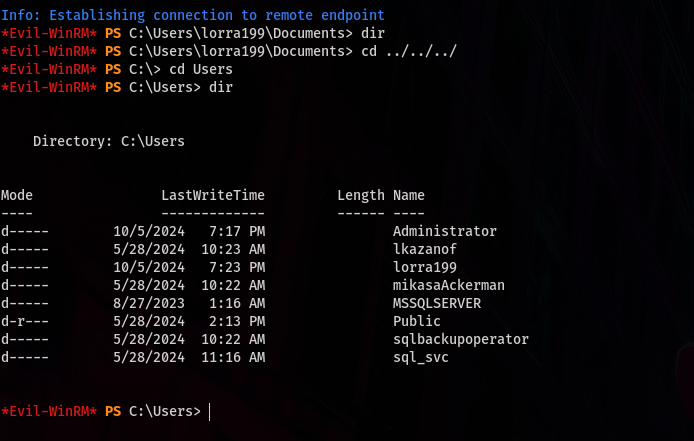 Info: Establishing connection to remote endpoint
*Evil-WinRM* PS C:\Users\lorra199\Documents> dir
*Evil-WinRM* PS C:\Users\lorra199\Documents> cd ../../../
*Evil-WinRM* PS C:\> cd Users
*Evil-WinRM* PS C:\Users> dir
Directory: C:\Users
Mode LastWriteTime Length Name
---- ------------- ------ ----
d----- 10/5/2024 7:17 PM Administrator
d----- 5/28/2024 10:23 AM lkazanof
d----- 10/5/2024 7:23 PM lorra199
d----- 5/28/2024 10:22 AM mikasaAckerman
d----- 8/27/2023 1:16 AM MSSQLSERVER
d-r--- 5/28/2024 2:13 PM Public
d----- 5/28/2024 10:22 AM sqlbackupoperator
d----- 5/28/2024 11:16 AM sql_svc
*Evil-WinRM* PS C:\Users>